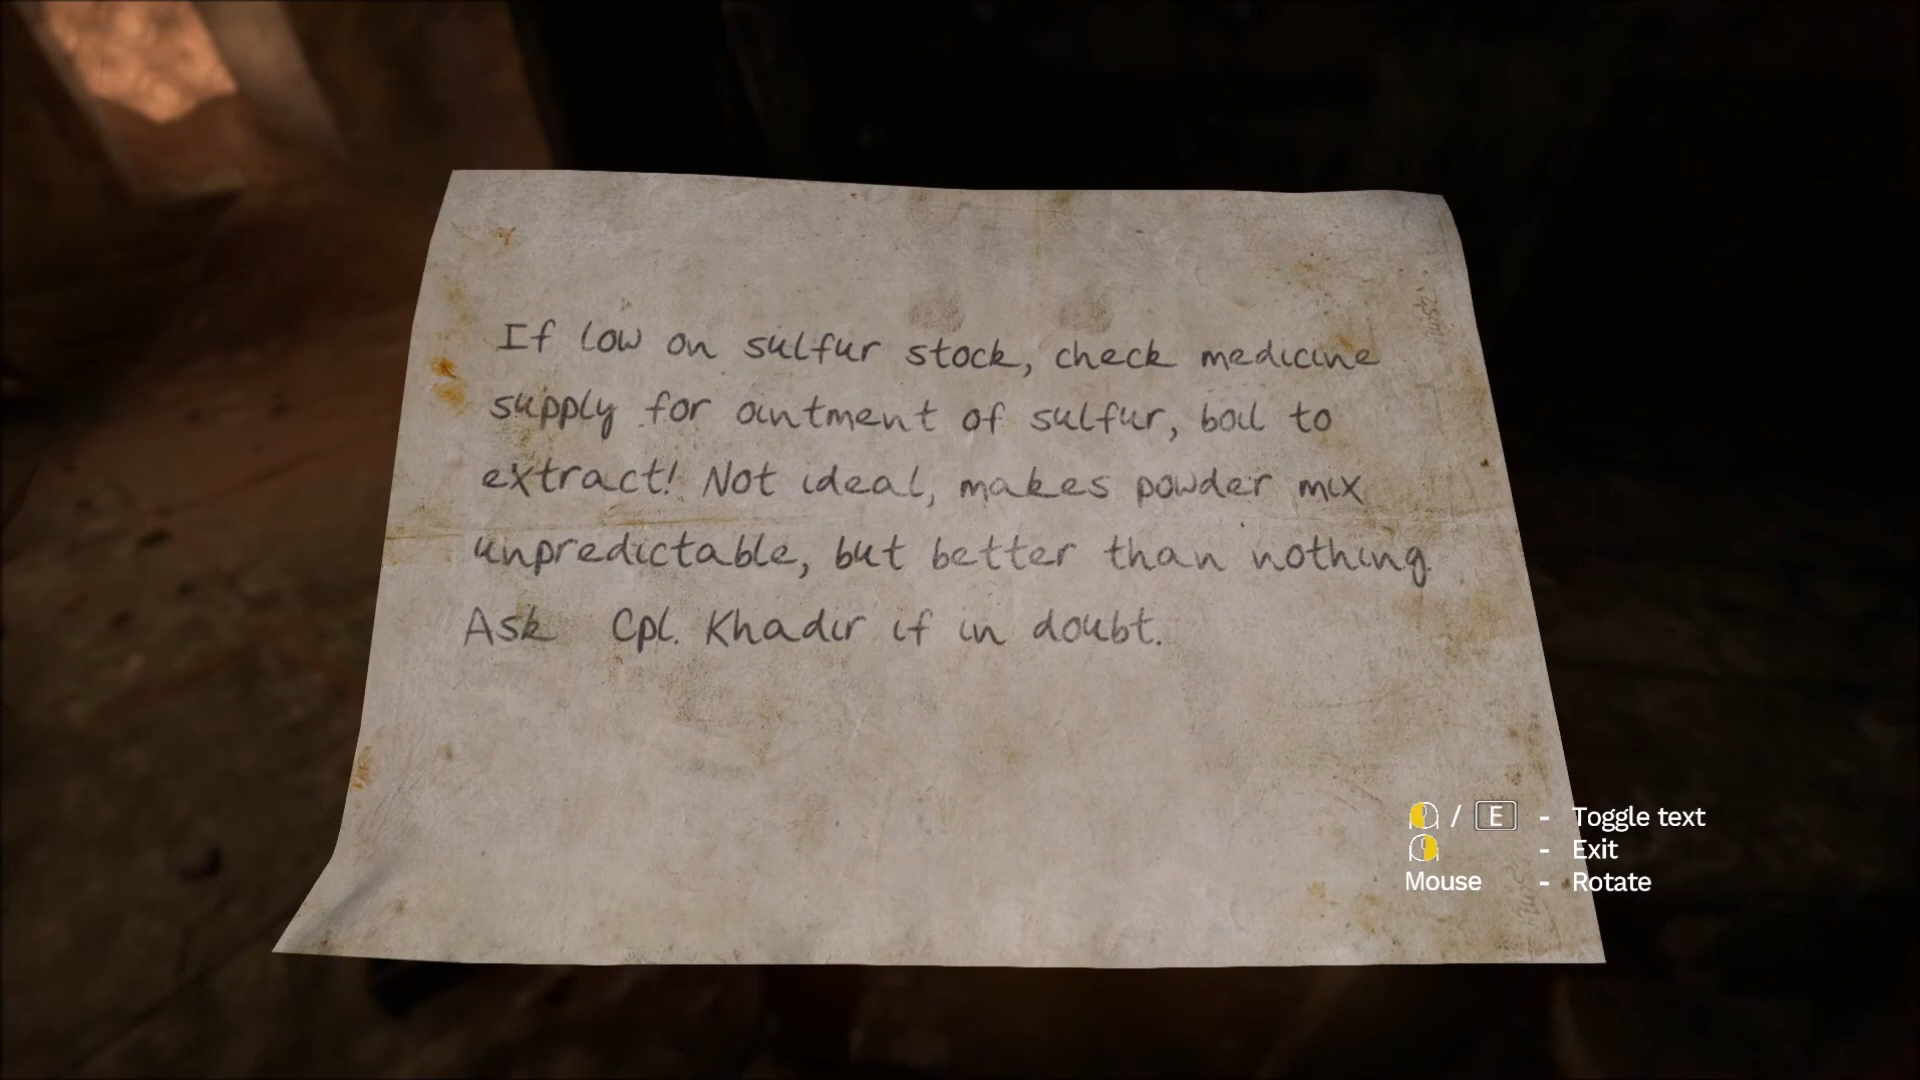 If low on sulfur stock, check medicine
supply for ointment of sulfur, boil to
extract! Not ideal, makes powder mix
unpredictable, but better than nothing.
Ask Cpl. Khadir if in doubt.
/ E - Toggle text
- Exit
Mouse - Rotate